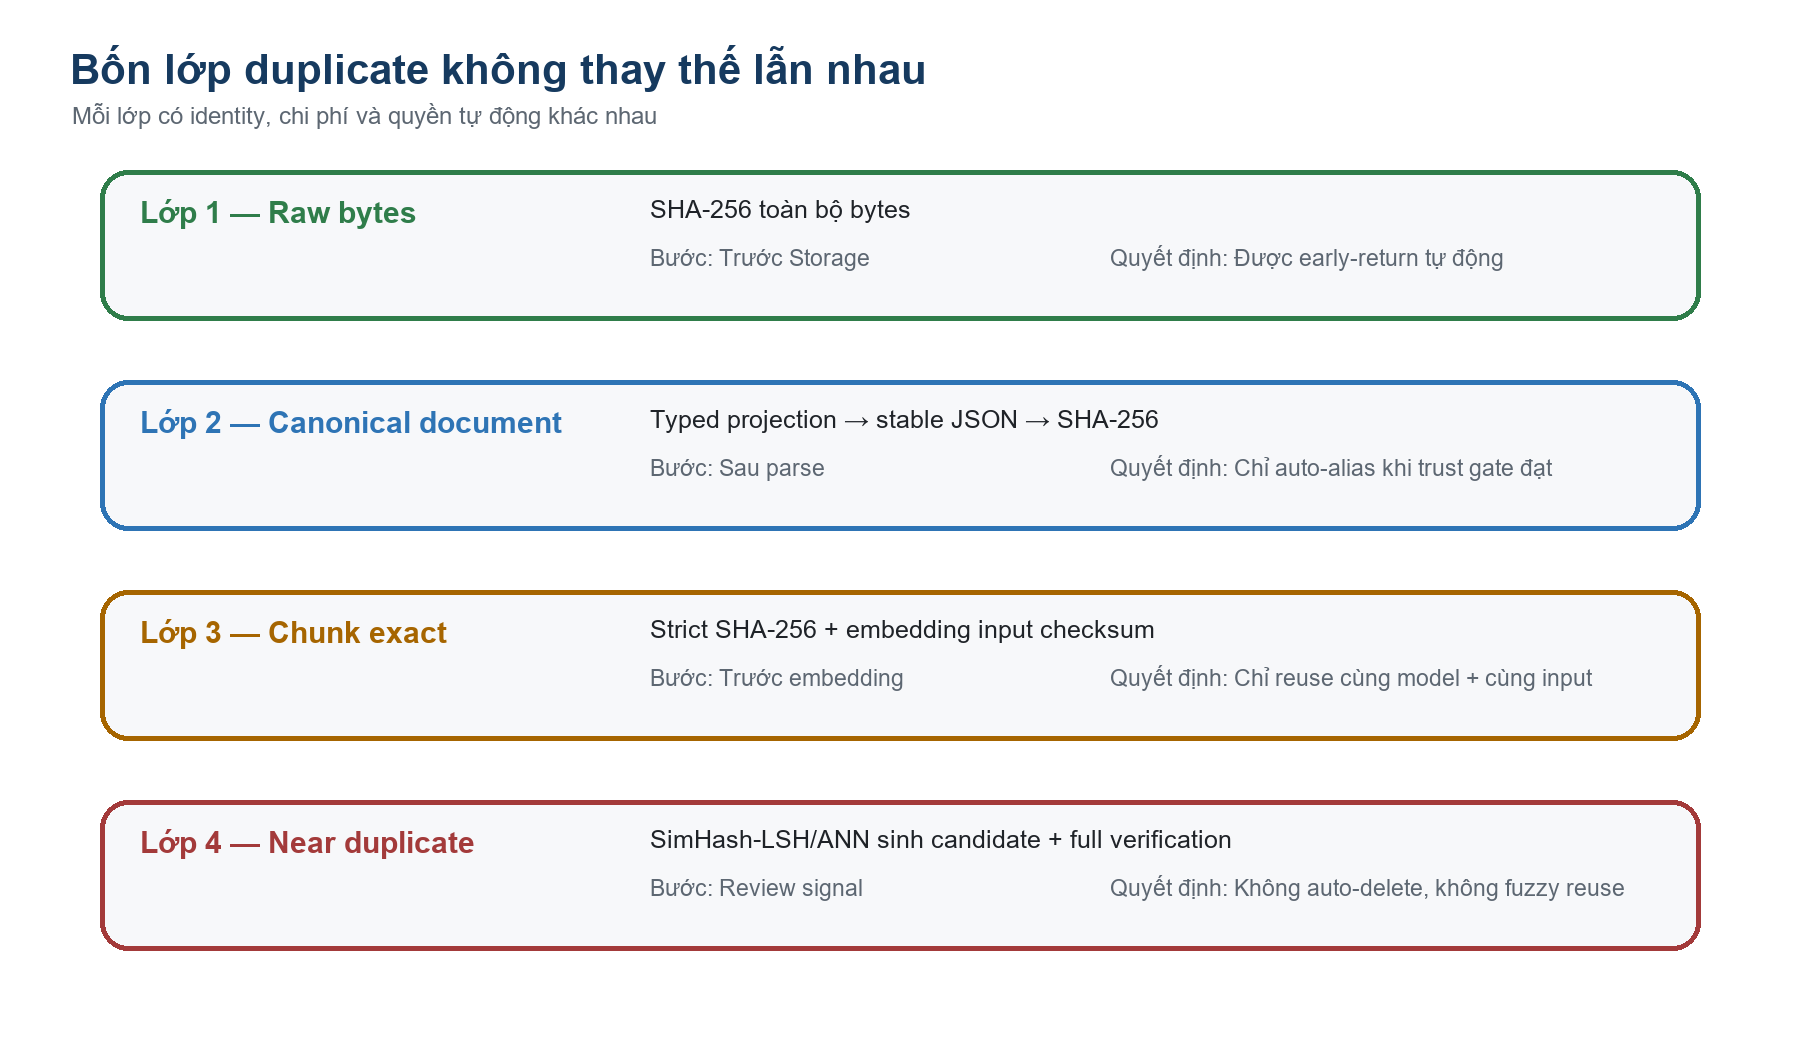 Bốn lớp duplicate không thay thế lẫn nhau
Mỗi lớp có identity, chi phí và quyền tự động khác nhau
Lớp 1 — Raw bytes
SHA-256 toàn bộ bytes
Bước: Trước Storage
Quyết định: Được early-return tự động
Lớp 2 — Canonical document
Typed projection → stable JSON → SHA-256
Bước: Sau parse
Quyết định: Chỉ auto-alias khi trust gate đạt
Lớp 3 — Chunk exact
Strict SHA-256 + embedding input checksum
Bước: Trước embedding
Quyết định: Chỉ reuse cùng model + cùng input
Lớp 4 — Near duplicate
SimHash-LSH/ANN sinh candidate + full verification
Bước: Review signal
Quyết định: Không auto-delete, không fuzzy reuse